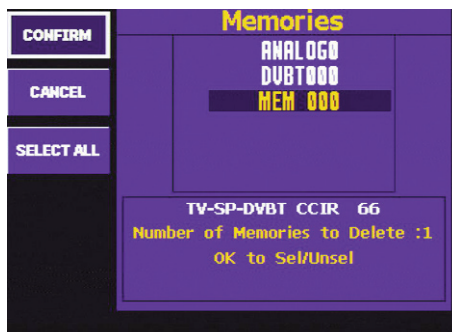 Memories
CONFIRM
CANCEL
SELECT ALL
ANALOG0
DVBT000
MEM 000
TV-SP-DVBT CCIR 66
Number of Memories to Delete :1
OK to Sel/Unsel